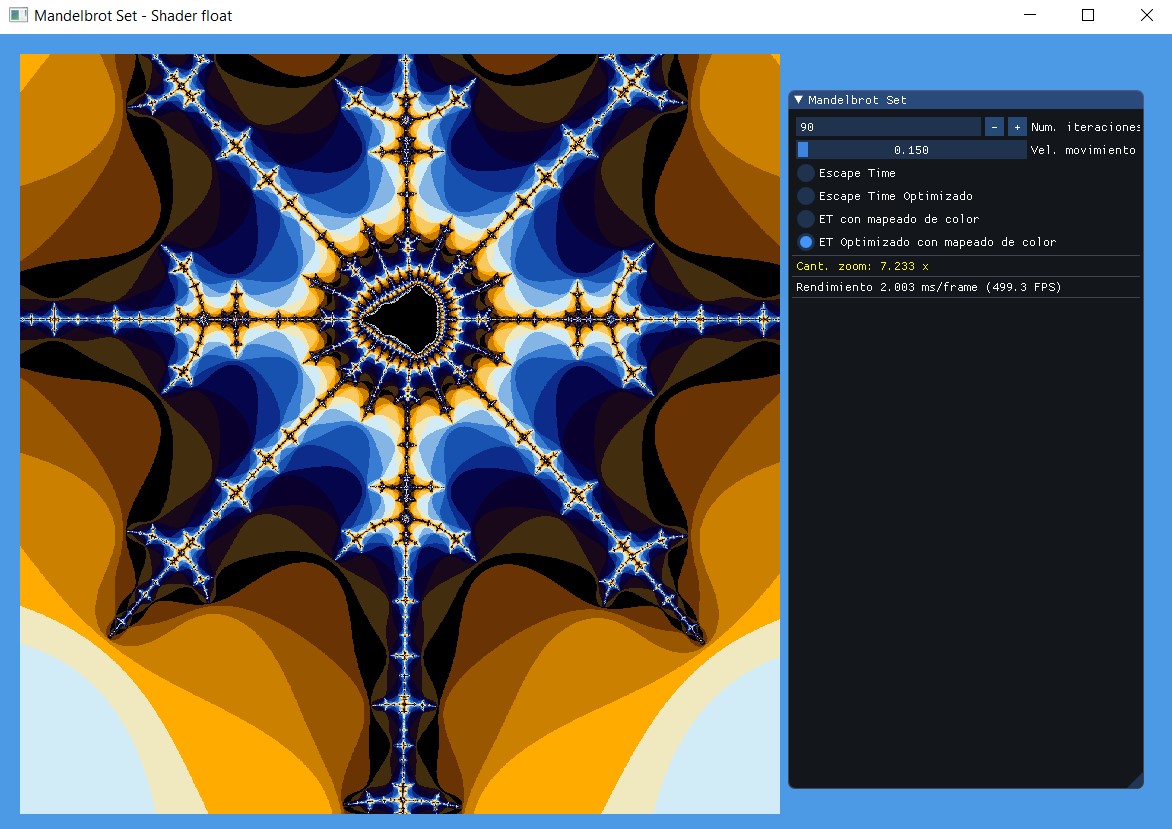 Mandelbrot Set - Shader float
Mandelbrot Set
90 - + Num. iteraciones
0.150 Vel. movimiento
Escape Time
Escape Time Optimizado
ET con mapeado de color
ET Optimizado con mapeado de color
Cant. zoom: 7.233 x
Rendimiento 2.003 ms/frame (499.3 FPS)